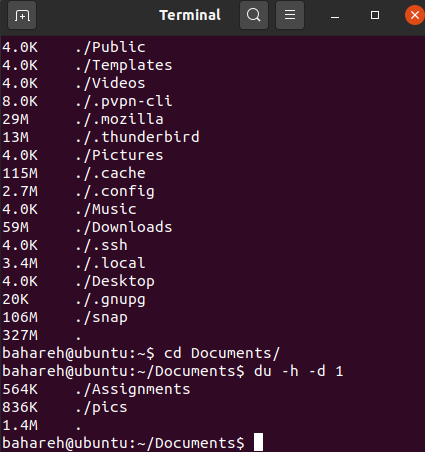 Terminal
4.0K ./Public
4.0K ./Templates
4.0K ./Videos
8.0K ./.pvpn-cli
29M ./.mozilla
13M ./.thunderbird
4.0K ./Pictures
115M ./.cache
2.7M ./.config
4.0K ./Music
59M ./Downloads
4.0K ./.ssh
3.4M ./.local
4.0K ./Desktop
20K ./.gnupg
106M ./snap
327M .
bahareh@ubuntu:~$ cd Documents/
bahareh@ubuntu:~/Documents$ du -h -d 1
564K ./Assignments
836K ./pics
1.4M .
bahareh@ubuntu:~/Documents$